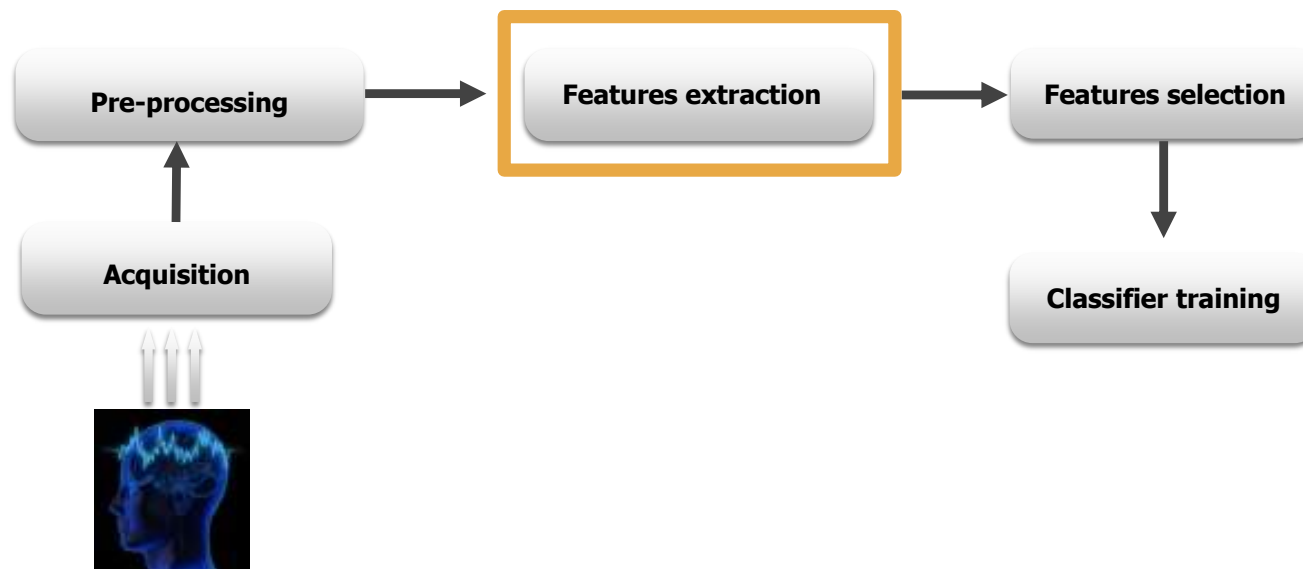 Pre-processing
Features extraction
Features selection
Acquisition
Classifier training